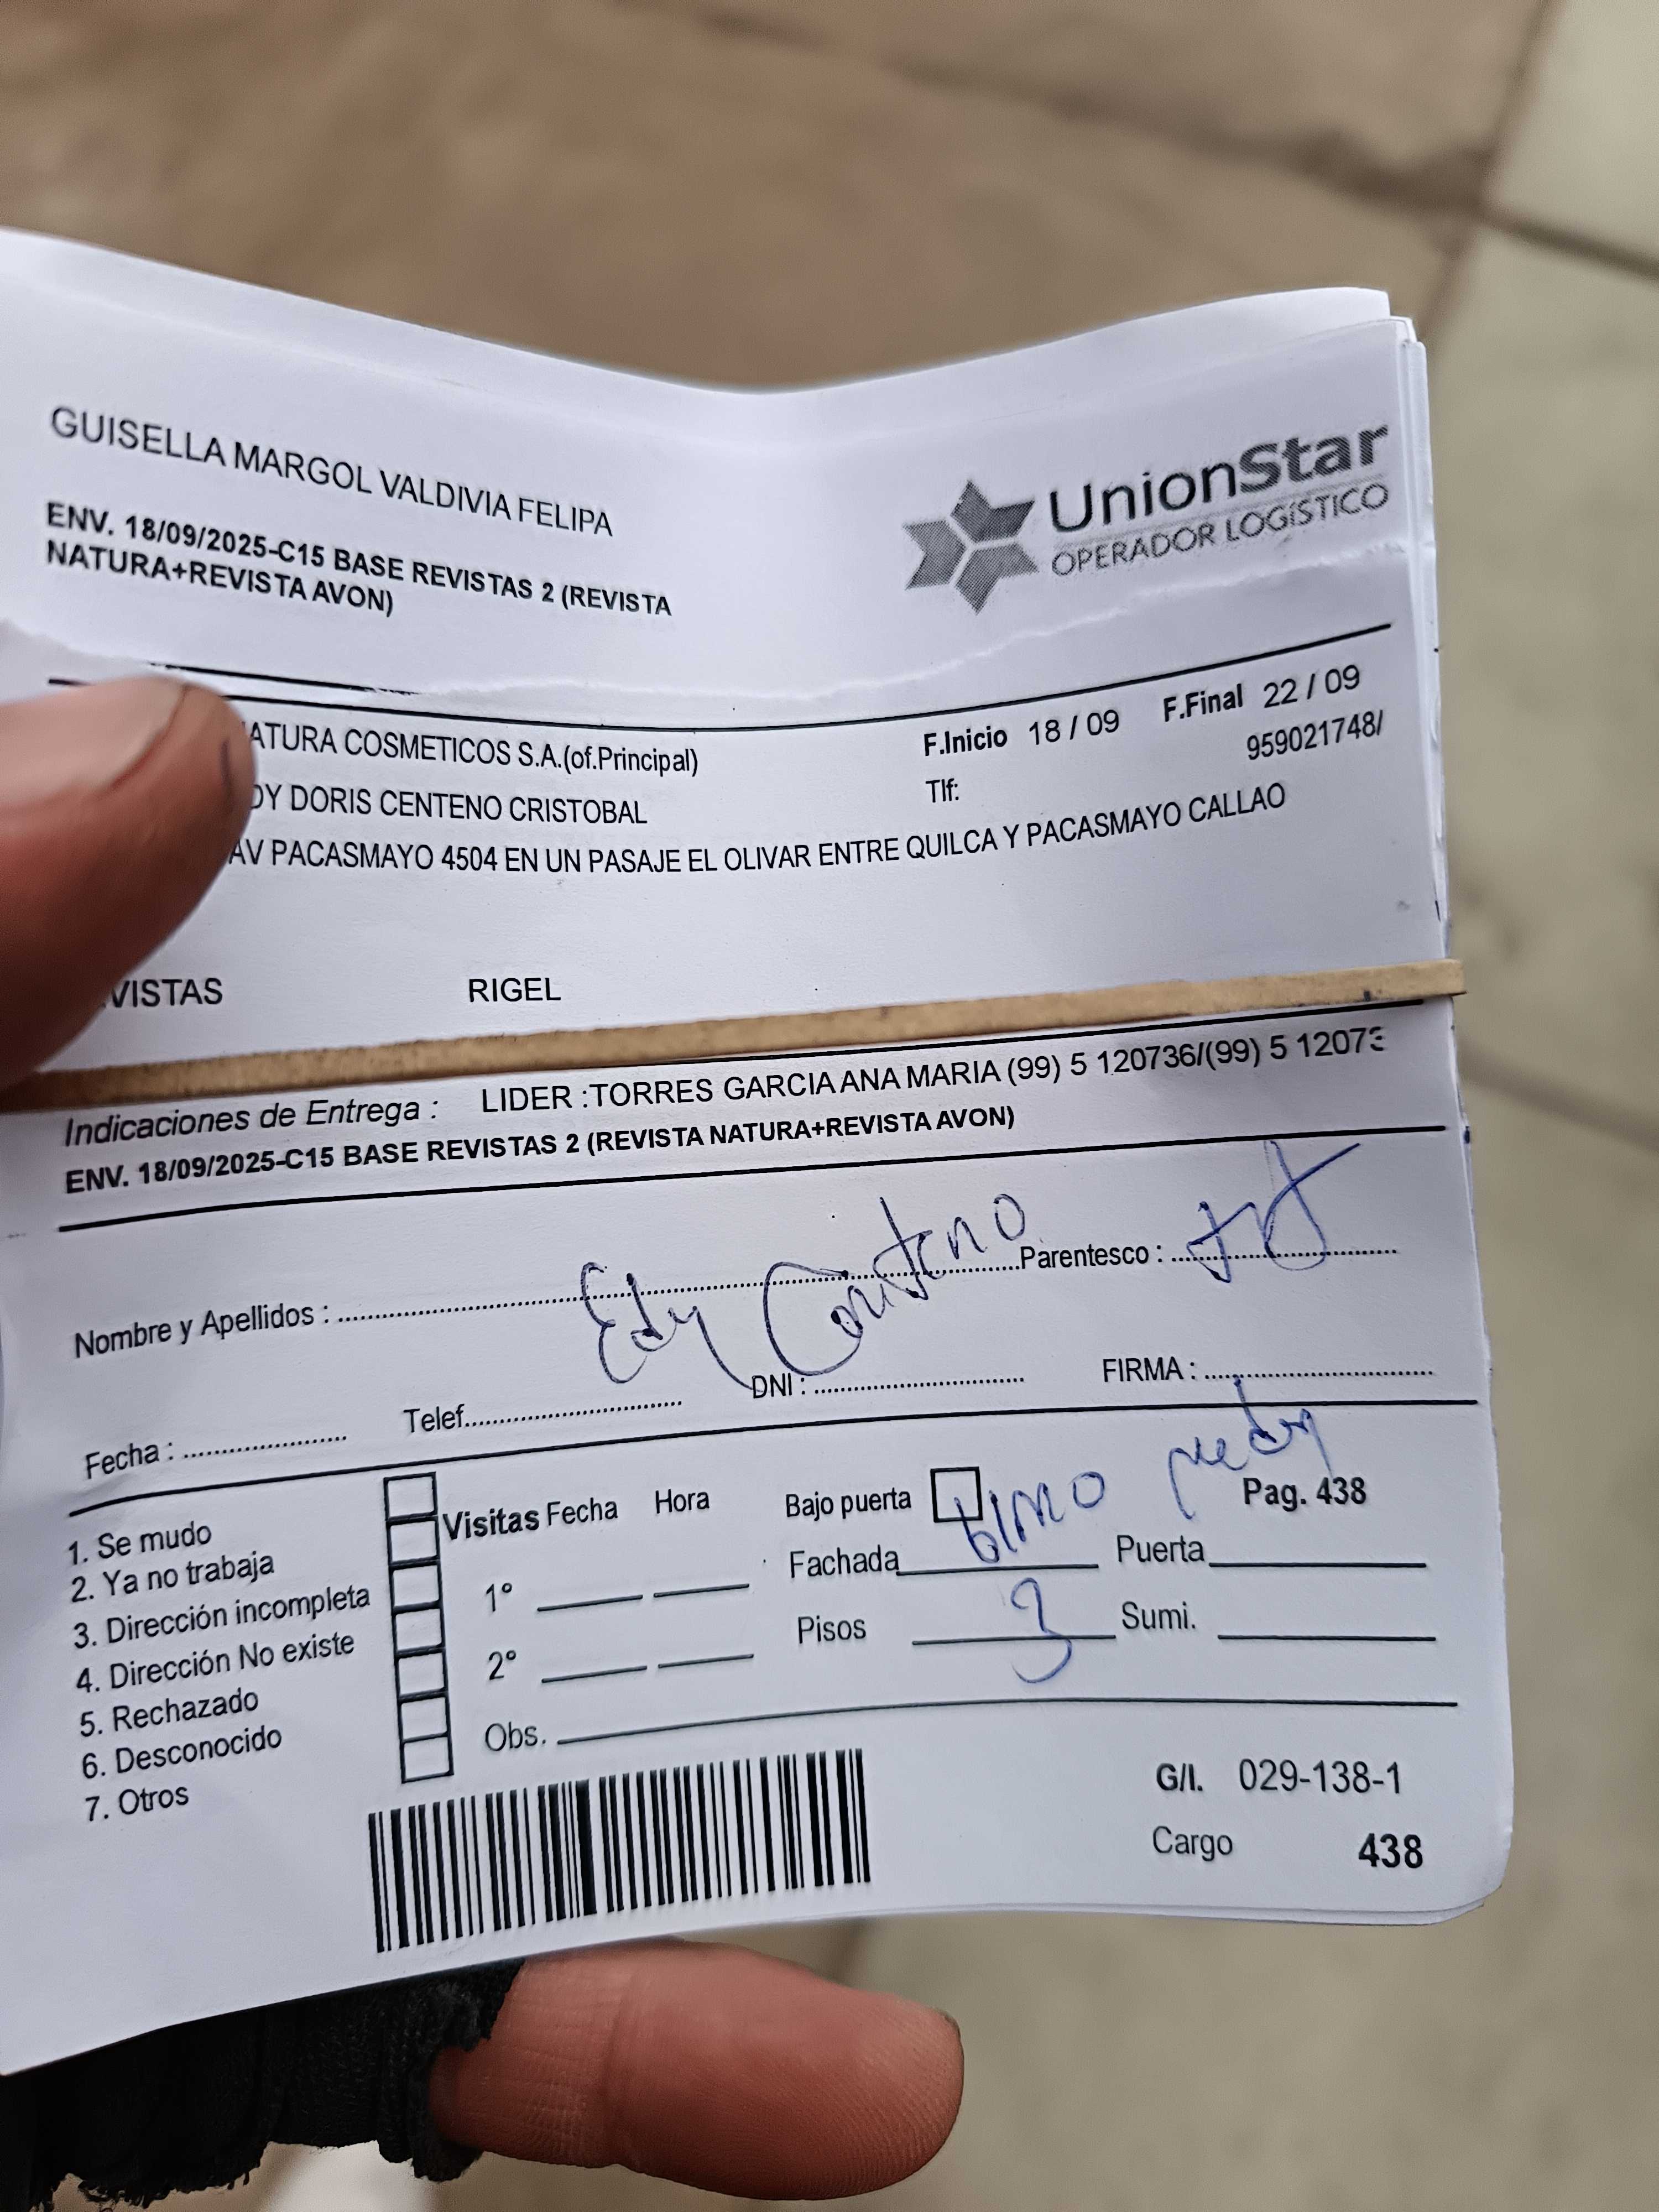 GUISELLA MARGOL VALDIVIA FELIPA
ENV. 18/09/2025-C15 BASE REVISTAS 2 (REVISTA
NATURA+REVISTA AVON)
UnionStar
OPERADOR LOGÍSTICO
ATURA COSMETICOS S.A.(of.Principal)
F.Inicio 18 / 09 F.Final 22 / 09
DY DORIS CENTENO CRISTOBAL
Tlf: 959021748/
AV PACASMAYO 4504 EN UN PASAJE EL OLIVAR ENTRE QUILCA Y PACASMAYO CALLAO
VISTAS RIGEL
Indicaciones de Entrega : LIDER :TORRES GARCIA ANA MARIA (99) 5 120736/(99) 5 12073
ENV. 18/09/2025-C15 BASE REVISTAS 2 (REVISTA NATURA+REVISTA AVON)
Nombre y Apellidos : Edy Parentesco :
Fecha : Telef. DNI : FIRMA :
1. Se mudo
2. Ya no trabaja
3. Dirección incompleta
4. Dirección No existe
5. Rechazado
6. Desconocido
7. Otros
Visitas Fecha Hora
1°
2°
Obs.
Bajo puerta Pag. 438
Fachada Puerta
Pisos 3 Sumi.
G/I. 029-138-1
Cargo 438